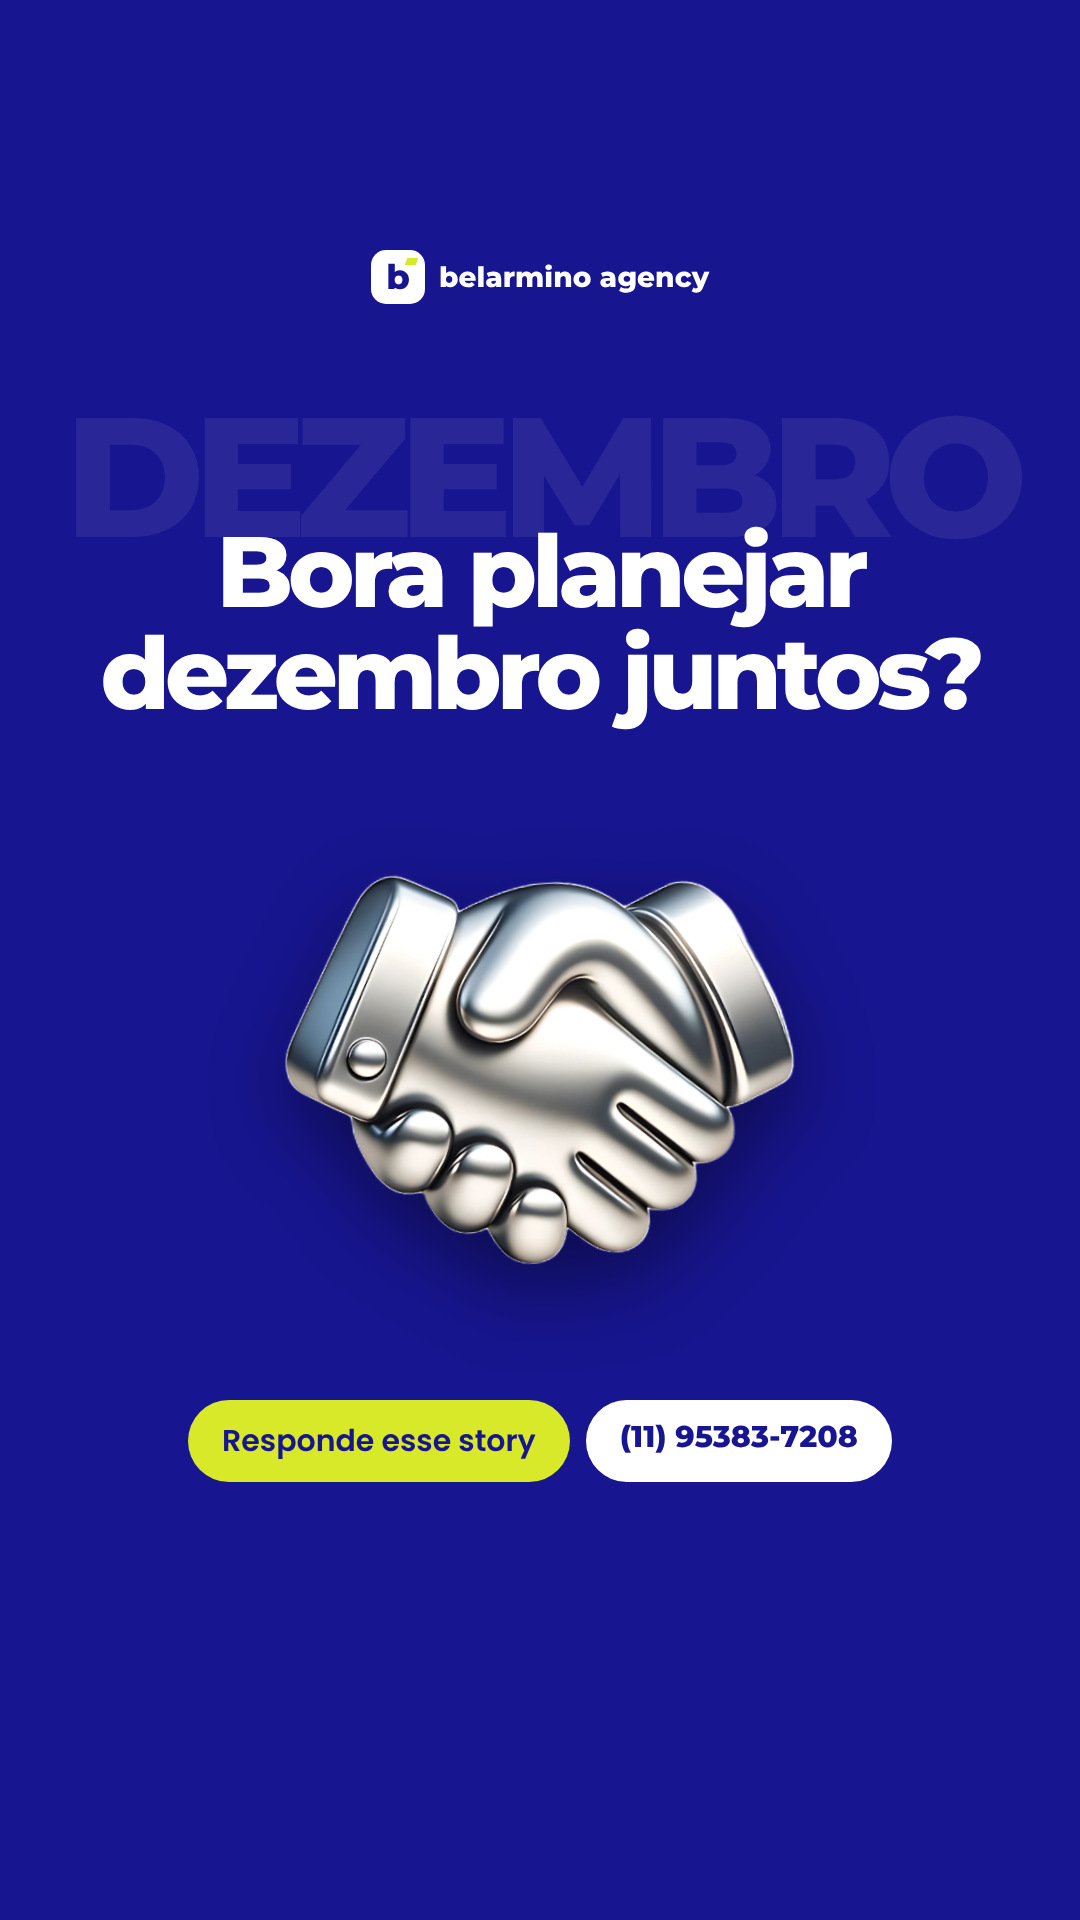 b belarmino agency
DEZEMBRO
Bora planejar
dezembro juntos?
Responde esse story
(11) 95383-7208